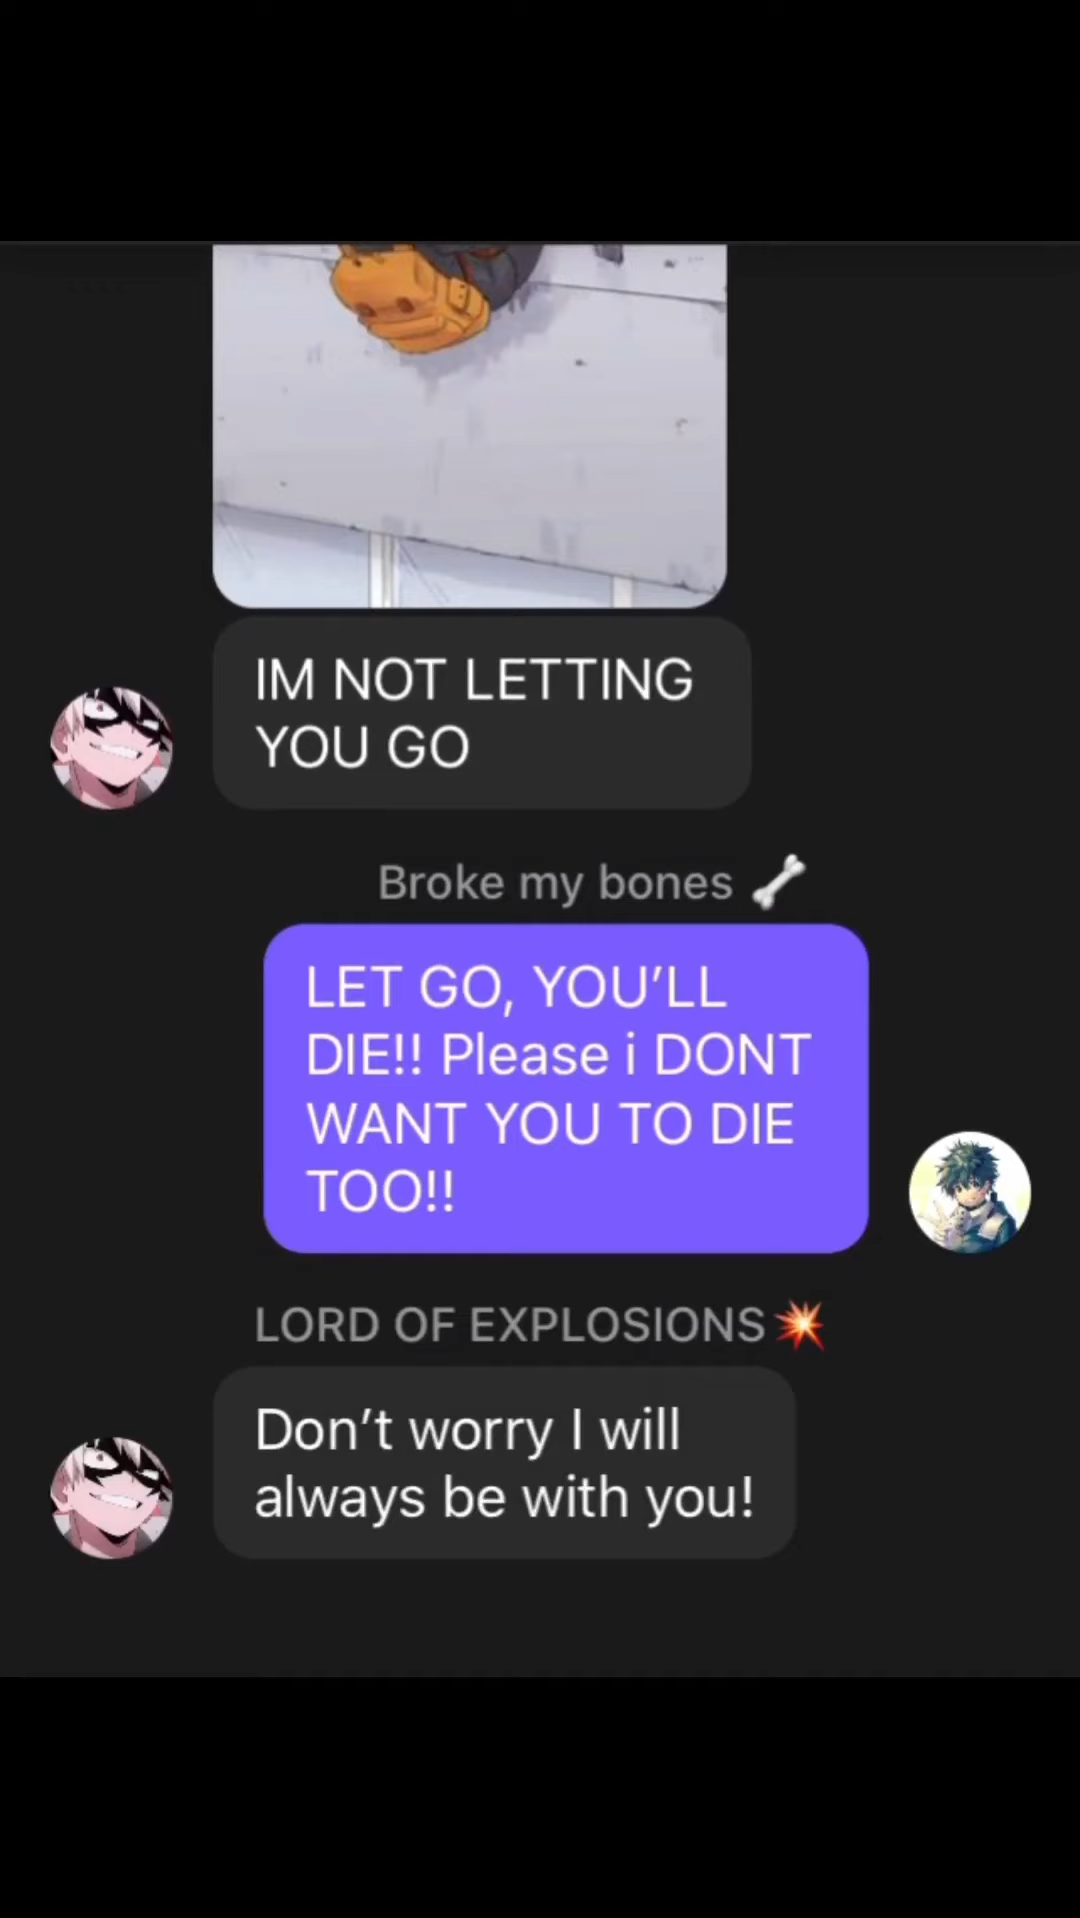 IM NOT LETTING
YOU GO
Broke my bones 🦴
LET GO, YOU’LL
DIE!! Please i DONT
WANT YOU TO DIE
TOO!!
LORD OF EXPLOSIONS💥
Don’t worry I will
always be with you!